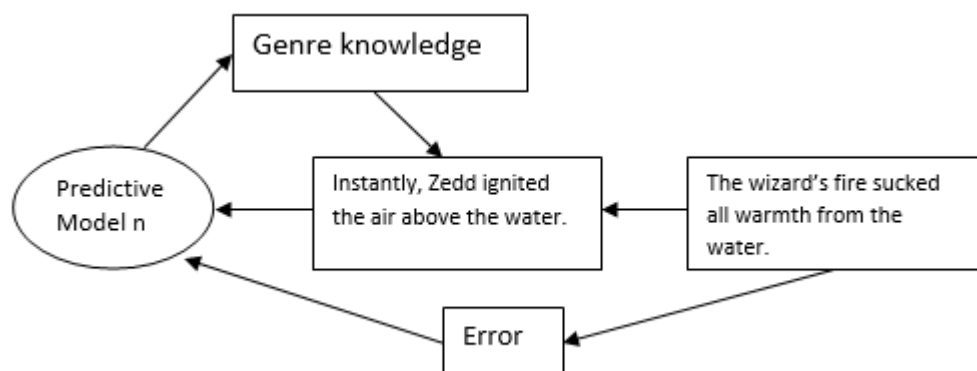 Genre knowledge
Predictive
Model n
Instantly, Zedd ignited
the air above the water.
The wizard’s fire sucked
all warmth from the
water.
Error